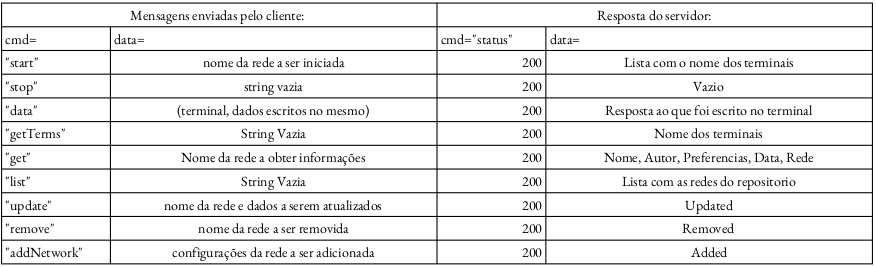 Mensagens enviadas pelo cliente: Resposta do servidor:
cmd= data= cmd="status" data=
"start" nome da rede a ser iniciada 200 Lista com o nome dos terminais
"stop" string vazia 200 Vazio
"data" (terminal, dados escritos no mesmo) 200 Resposta ao que foi escrito no terminal
"getTerms" String Vazia 200 Nome dos terminais
"get" Nome da rede a obter informações 200 Nome, Autor, Preferencias, Data, Rede
"list" String Vazia 200 Lista com as redes do repositorio
"update" nome da rede e dados a serem atualizados 200 Updated
"remove" nome da rede a ser removida 200 Removed
"addNetwork" configurações da rede a ser adicionada 200 Added